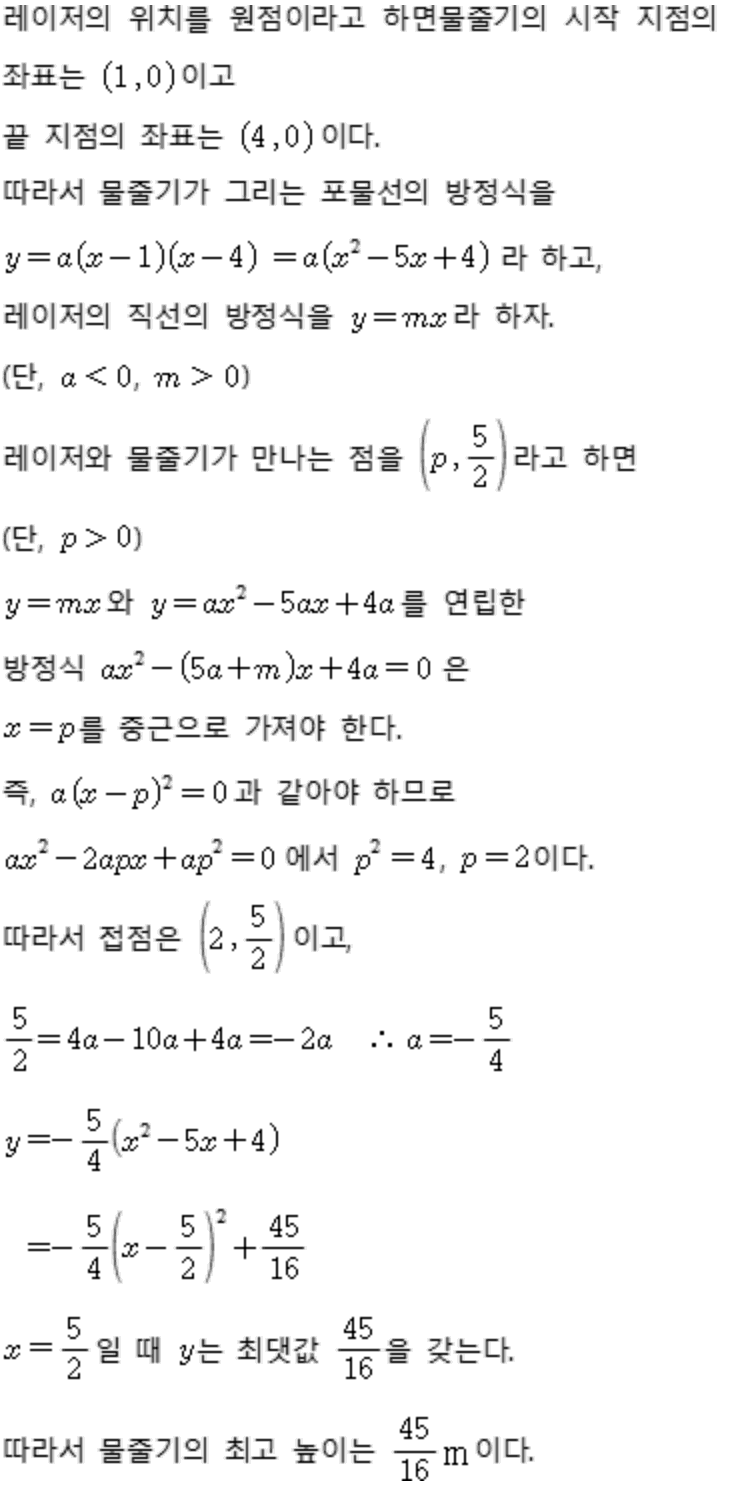 레이저의 위치를 원점이라고 하면물줄기의 시작 지점의
좌표는 (1,0)이고
끝 지점의 좌표는 (4,0)이다.
따라서 물줄기가 그리는 포물선의 방정식을
y=a(x-1)(x-4) =a(x²-5x+4) 라 하고,
레이저의 직선의 방정식을 y=mx라 하자.
(단, a<0, m>0)
레이저와 물줄기가 만나는 점을 (p, 5/2)라고 하면
(단, p>0)
y=mx와 y=ax²-5ax+4a를 연립한
방정식 ax²-(5a+m)x+4a=0 은
x=p를 중근으로 가져야 한다.
즉, a(x-p)²=0과 같아야 하므로
ax²-2apx+ap²=0 에서 p²=4, p=2이다.
따라서 접점은 (2, 5/2)이고,
5/2=4a-10a+4a=-2a ∴ a=-5/4
y=-5/4(x²-5x+4)
=-5/4(x-5/2)²+45/16
x=5/2일 때 y는 최댓값 45/16을 갖는다.
따라서 물줄기의 최고 높이는 45/16 m이다.